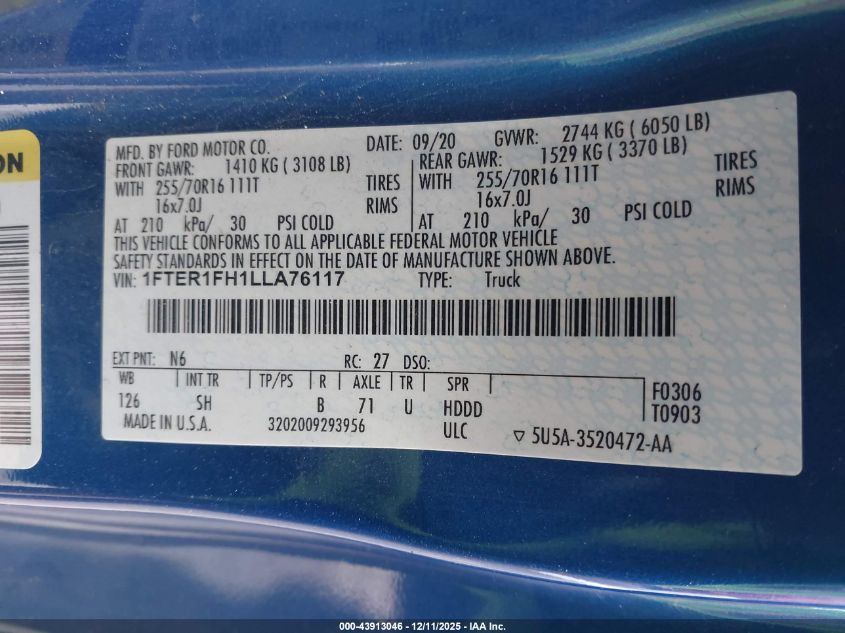 ON
MFD. BY FORD MOTOR CO. DATE: 09/20 GVWR: 2744 KG ( 6050 LB)
FRONT GAWR: 1410 KG ( 3108 LB) REAR GAWR: 1529 KG ( 3370 LB)
WITH 255/70R16 111T TIRES WITH 255/70R16 111T TIRES
16x7.0J RIMS 16x7.0J RIMS
AT 210 kPa/ 30 PSI COLD AT 210 kPa/ 30 PSI COLD
THIS VEHICLE CONFORMS TO ALL APPLICABLE FEDERAL MOTOR VEHICLE
SAFETY STANDARDS IN EFFECT ON THE DATE OF MANUFACTURE SHOWN ABOVE.
VIN: 1FTER1FH1LLA76117 TYPE: Truck
EXT PNT: N6 RC: 27 DSO:
WB INT TR TP/PS R AXLE TR SPR
126 SH B 71 U HDDD F0306
T0903
MADE IN U.S.A. 3202009293956 ULC 5U5A-3520472-AA
000-43913046 - 12/11/2025 - IAA Inc.